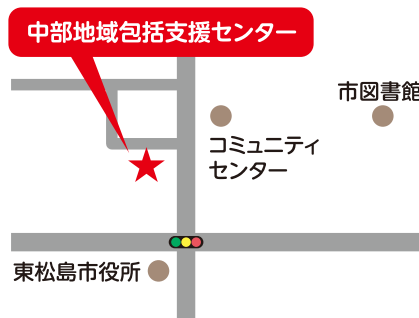 中部地域包括支援センター
市図書館
コミュニティ
センター
東松島市役所